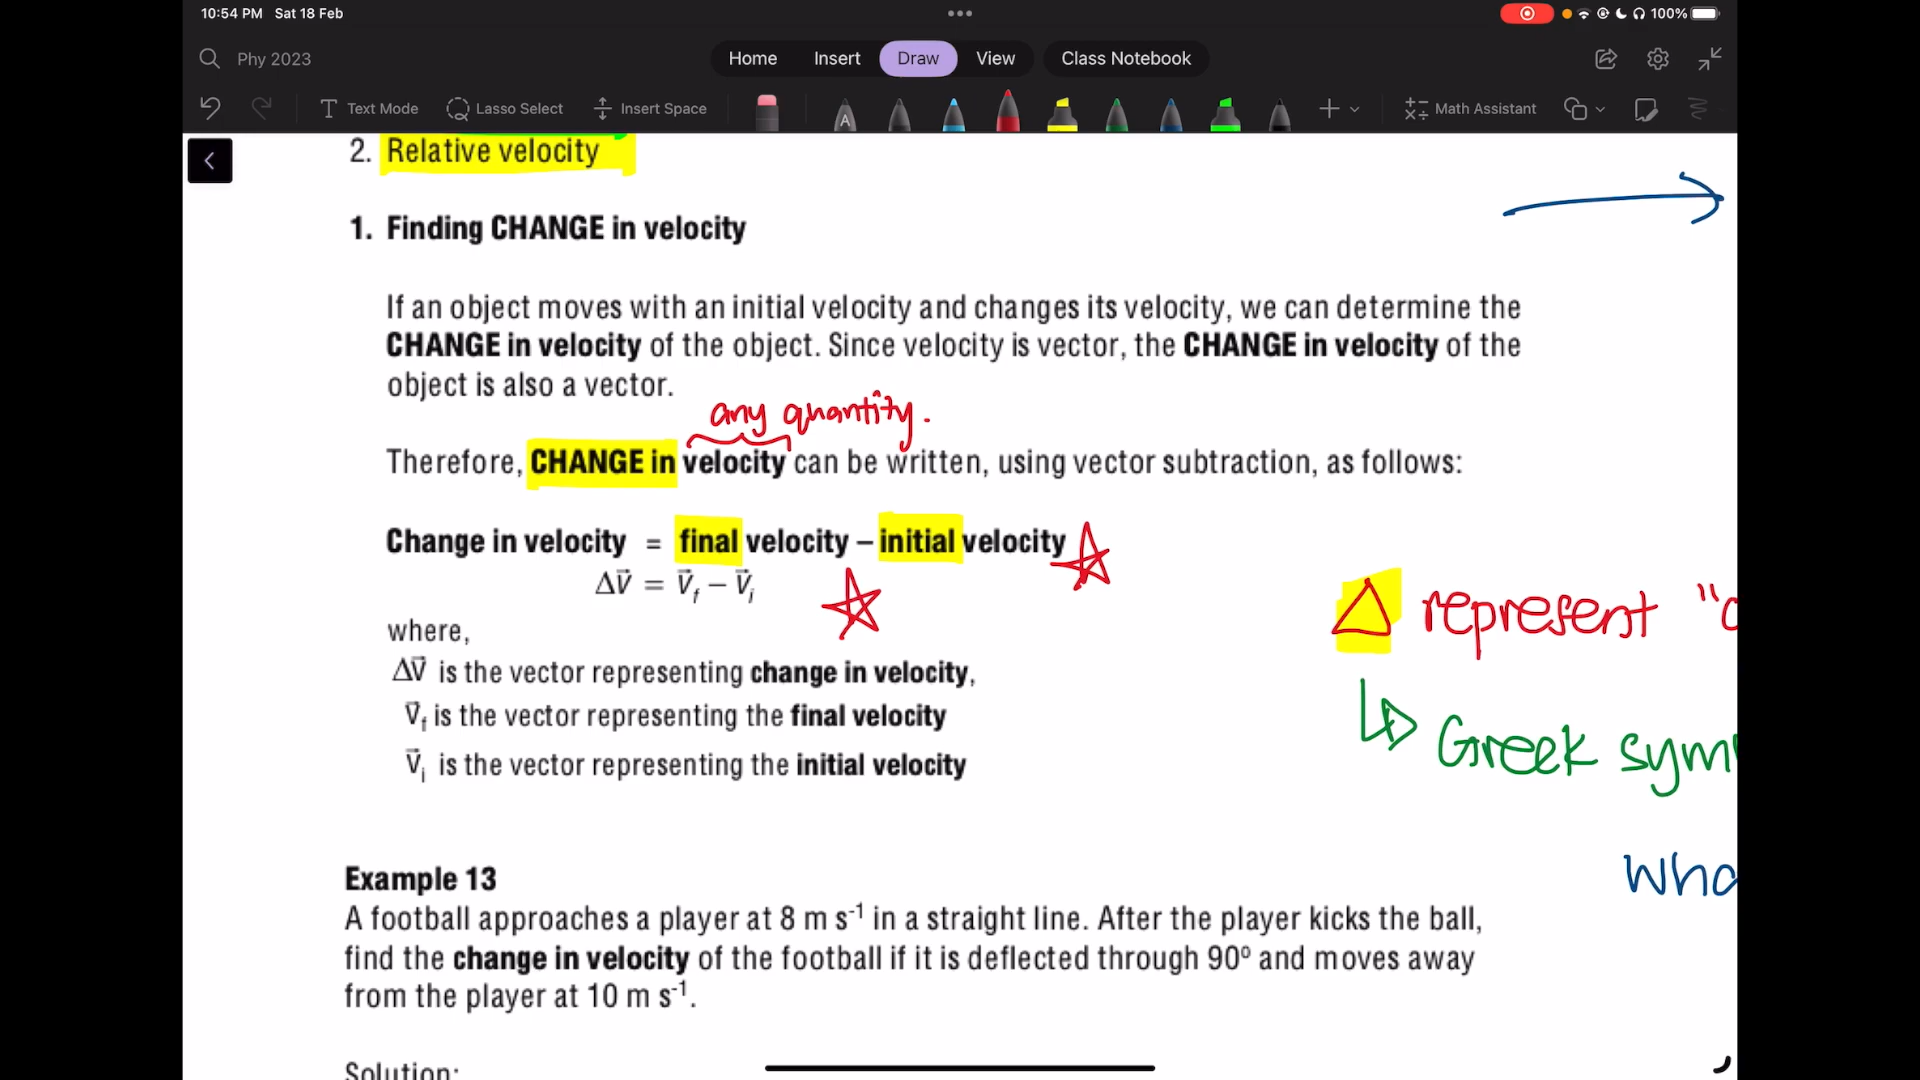 10:54 PM Sat 18 Feb
100%
Phy 2023
Home Insert Draw View Class Notebook
Text Mode Lasso Select Insert Space A Math Assistant
2. Relative velocity
1. Finding CHANGE in velocity
If an object moves with an initial velocity and changes its velocity, we can determine the
CHANGE in velocity of the object. Since velocity is vector, the CHANGE in velocity of the
object is also a vector.
any quantity.
Therefore, CHANGE in velocity can be written, using vector subtraction, as follows:
Change in velocity = final velocity – initial velocity
ΔV⃗ = V⃗f − V⃗i
Δ represent "
where,
ΔV⃗ is the vector representing change in velocity,
V⃗f is the vector representing the final velocity
Greek
V⃗i is the vector representing the initial velocity
Example 13
A football approaches a player at 8 m s⁻¹ in a straight line. After the player kicks the ball,
find the change in velocity of the football if it is deflected through 90º and moves away
from the player at 10 m s⁻¹.
Solution: